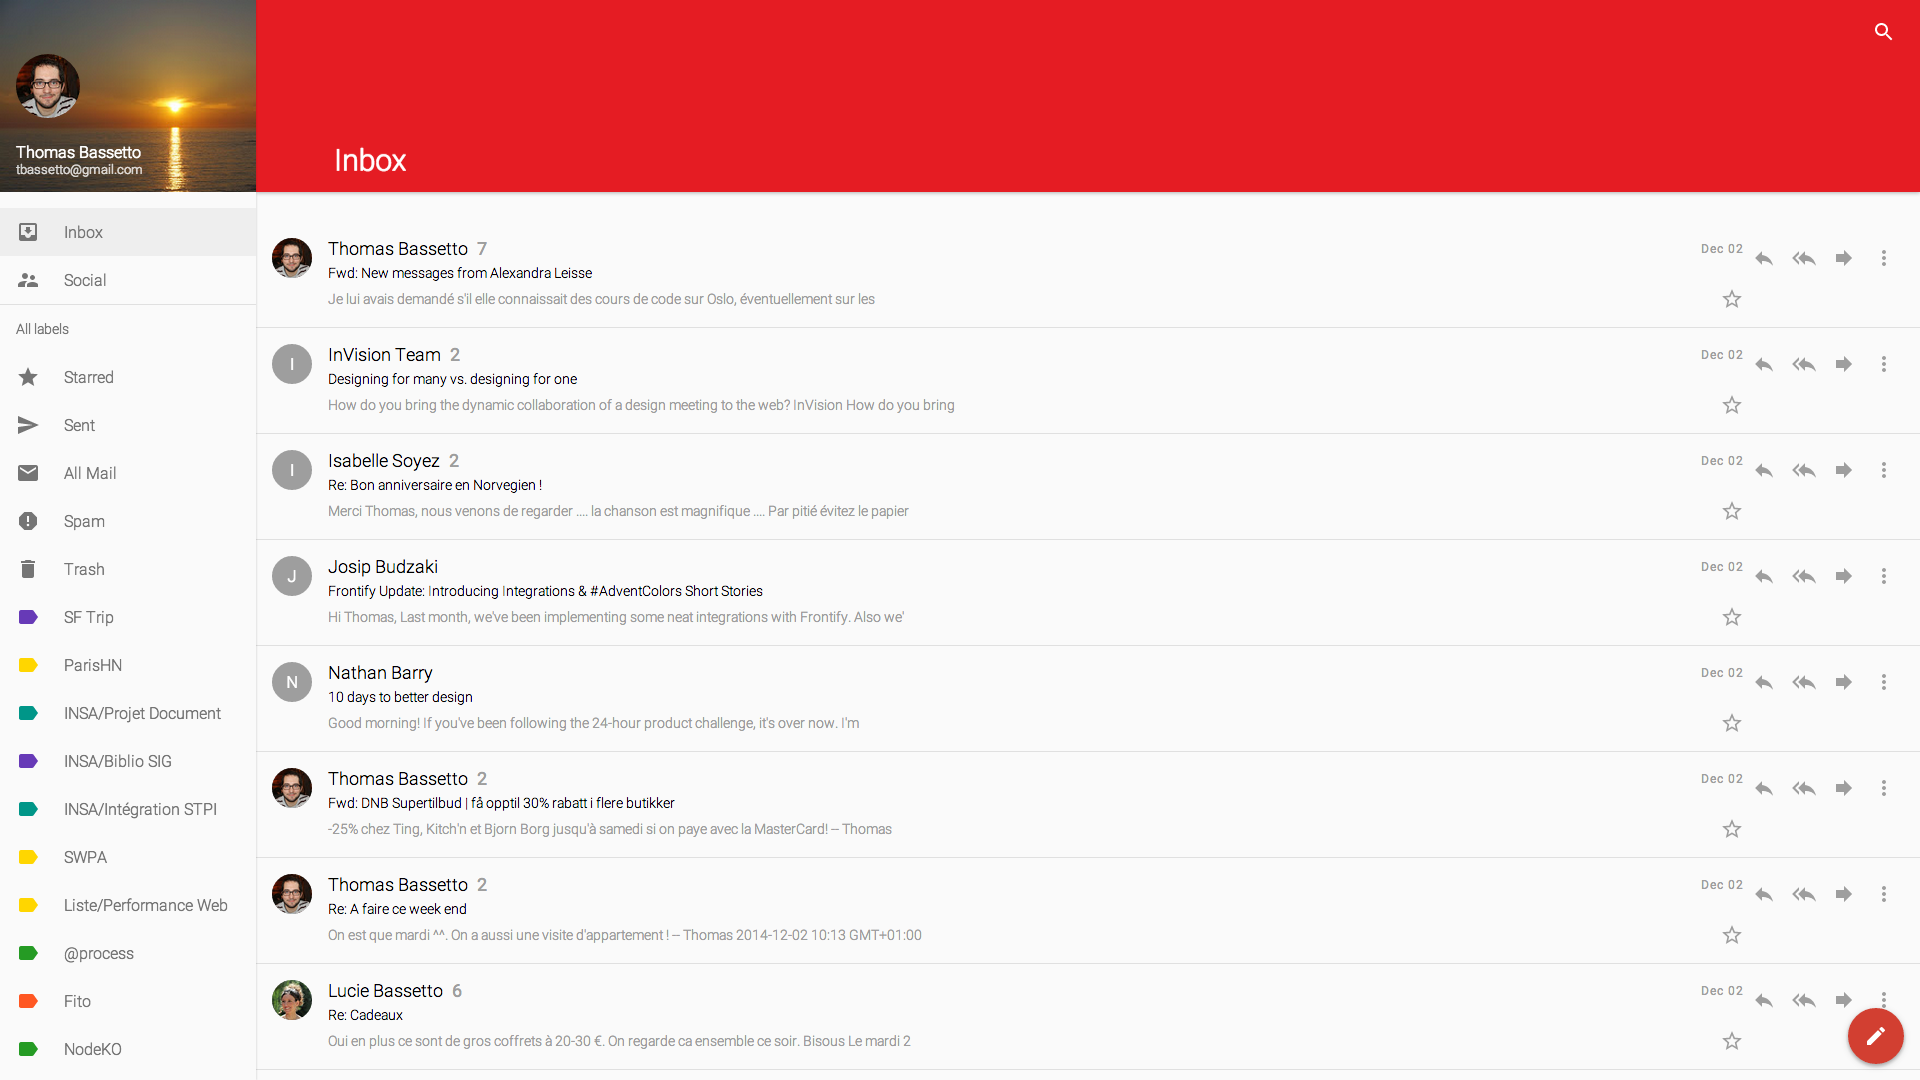 Thomas Bassetto
tbassetto@gmail.com
Inbox
Social
All labels
Starred
Sent
All Mail
Spam
Trash
SF Trip
ParisHN
INSA/Projet Document
INSA/Biblio SIG
INSA/Intégration STPI
SWPA
Liste/Performance Web
@process
Fito
NodeKO
Inbox
Thomas Bassetto 7 Dec 02
Fwd: New messages from Alexandra Leisse
Je lui avais demandé s'il elle connaissait des cours de code sur Oslo, éventuellement sur les
I
InVision Team 2 Dec 02
Designing for many vs. designing for one
How do you bring the dynamic collaboration of a design meeting to the web? InVision How do you bring
I
Isabelle Soyez 2 Dec 02
Re: Bon anniversaire en Norvegien !
Merci Thomas, nous venons de regarder .... la chanson est magnifique .... Par pitié évitez le papier
J
Josip Budzaki Dec 02
Frontify Update: Introducing Integrations & #AdventColors Short Stories
Hi Thomas, Last month, we've been implementing some neat integrations with Frontify. Also we'
N
Nathan Barry Dec 02
10 days to better design
Good morning! If you've been following the 24-hour product challenge, it's over now. I'm
Thomas Bassetto 2 Dec 02
Fwd: DNB Supertilbud | få opptil 30% rabatt i flere butikker
-25% chez Ting, Kitch'n et Bjorn Borg jusqu'à samedi si on paye avec la MasterCard! – Thomas
Thomas Bassetto 2 Dec 02
Re: A faire ce week end
On est que mardi ^^. On a aussi une visite d'appartement ! – Thomas 2014-12-02 10:13 GMT+01:00
Lucie Bassetto 6 Dec 02
Re: Cadeaux
Oui en plus ce sont de gros coffrets à 20-30 €. On regarde ca ensemble ce soir. Bisous Le mardi 2